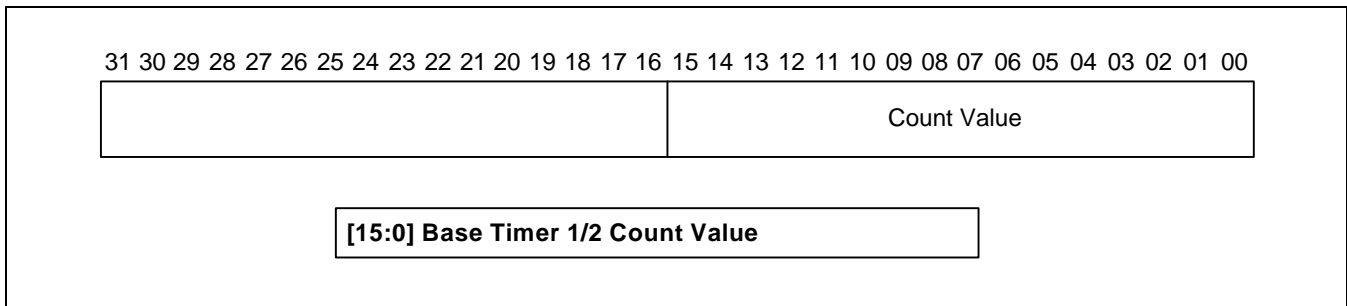 31 30 29 28 27 26 25 24 23 22 21 20 19 18 17 16 15 14 13 12 11 10 09 08 07 06 05 04 03 02 01 00
Count Value
[15:0] Base Timer 1/2 Count Value